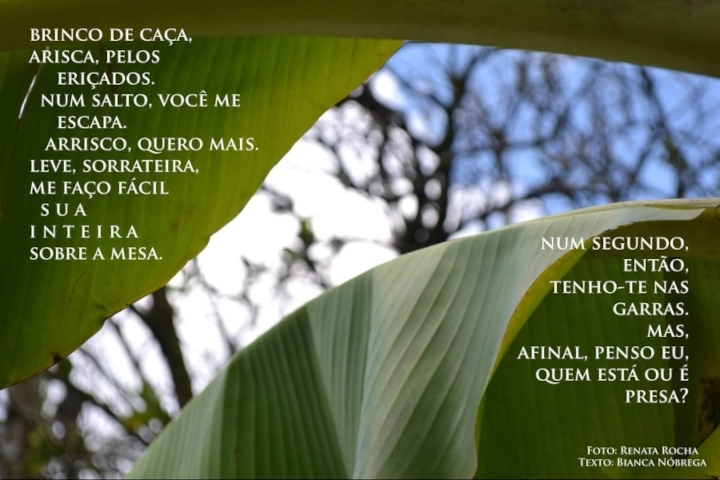 BRINCO DE CAÇA,
ARISCA, PELOS
ERIÇADOS.
NUM SALTO, VOCÊ ME
ESCAPA.
ARRISCO, QUERO MAIS.
LEVE, SORRATEIRA,
ME FAÇO FÁCIL
S U A
I N T E I R A
SOBRE A MESA.
NUM SEGUNDO,
ENTÃO,
TENHO-TE NAS
GARRAS.
MAS,
AFINAL, PENSO EU,
QUEM ESTÁ OU É
PRESA?
FOTO: RENATA ROCHA
TEXTO: BIANCA NÓBREGA